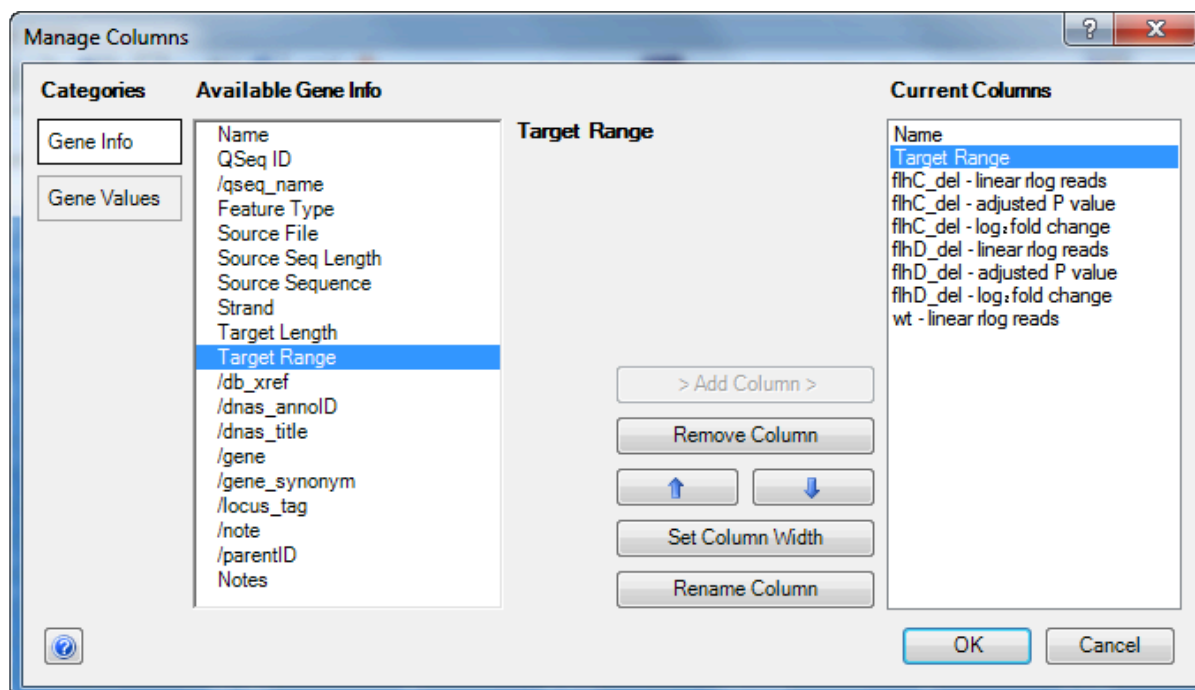 Manage Columns
Categories
Gene Info
Gene Values
Available Gene Info
Name
QSeq ID
/qseq_name
Feature Type
Source File
Source Seq Length
Source Sequence
Strand
Target Length
Target Range
/db_xref
/dnas_annoID
/dnas_title
/gene
/gene_synonym
/locus_tag
/note
/parentID
Notes
Target Range
> Add Column >
Remove Column
Set Column Width
Rename Column
Current Columns
Name
Target Range
flhC_del - linear rlog reads
flhC_del - adjusted P value
flhC_del - log₂fold change
flhD_del - linear rlog reads
flhD_del - adjusted P value
flhD_del - log₂fold change
wt - linear rlog reads
OK
Cancel